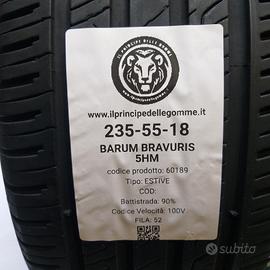 IL PRINCIPE DELLE GOMME
www.ilprincipedellegomme.it
235-55-18
BARUM BRAVURIS
5HM
codice prodotto: 60189
Tipo: ESTIVE
COD:
Battistrada: 90%
Codice Velocità: 100V
FILA: 52
subito